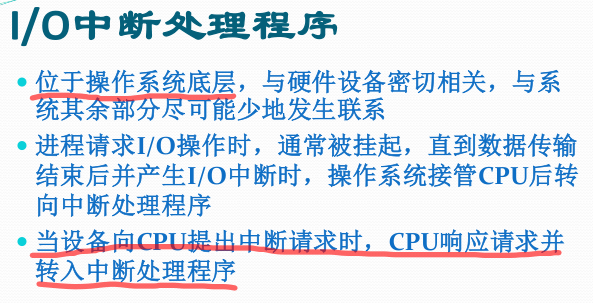 I/O中断处理程序
位于操作系统底层，与硬件设备密切相关，与系
统其余部分尽可能少地发生联系
进程请求I/O操作时，通常被挂起，直到数据传输
结束后并产生I/O中断时，操作系统接管CPU后转
向中断处理程序
当设备向CPU提出中断请求时，CPU响应请求并
转入中断处理程序